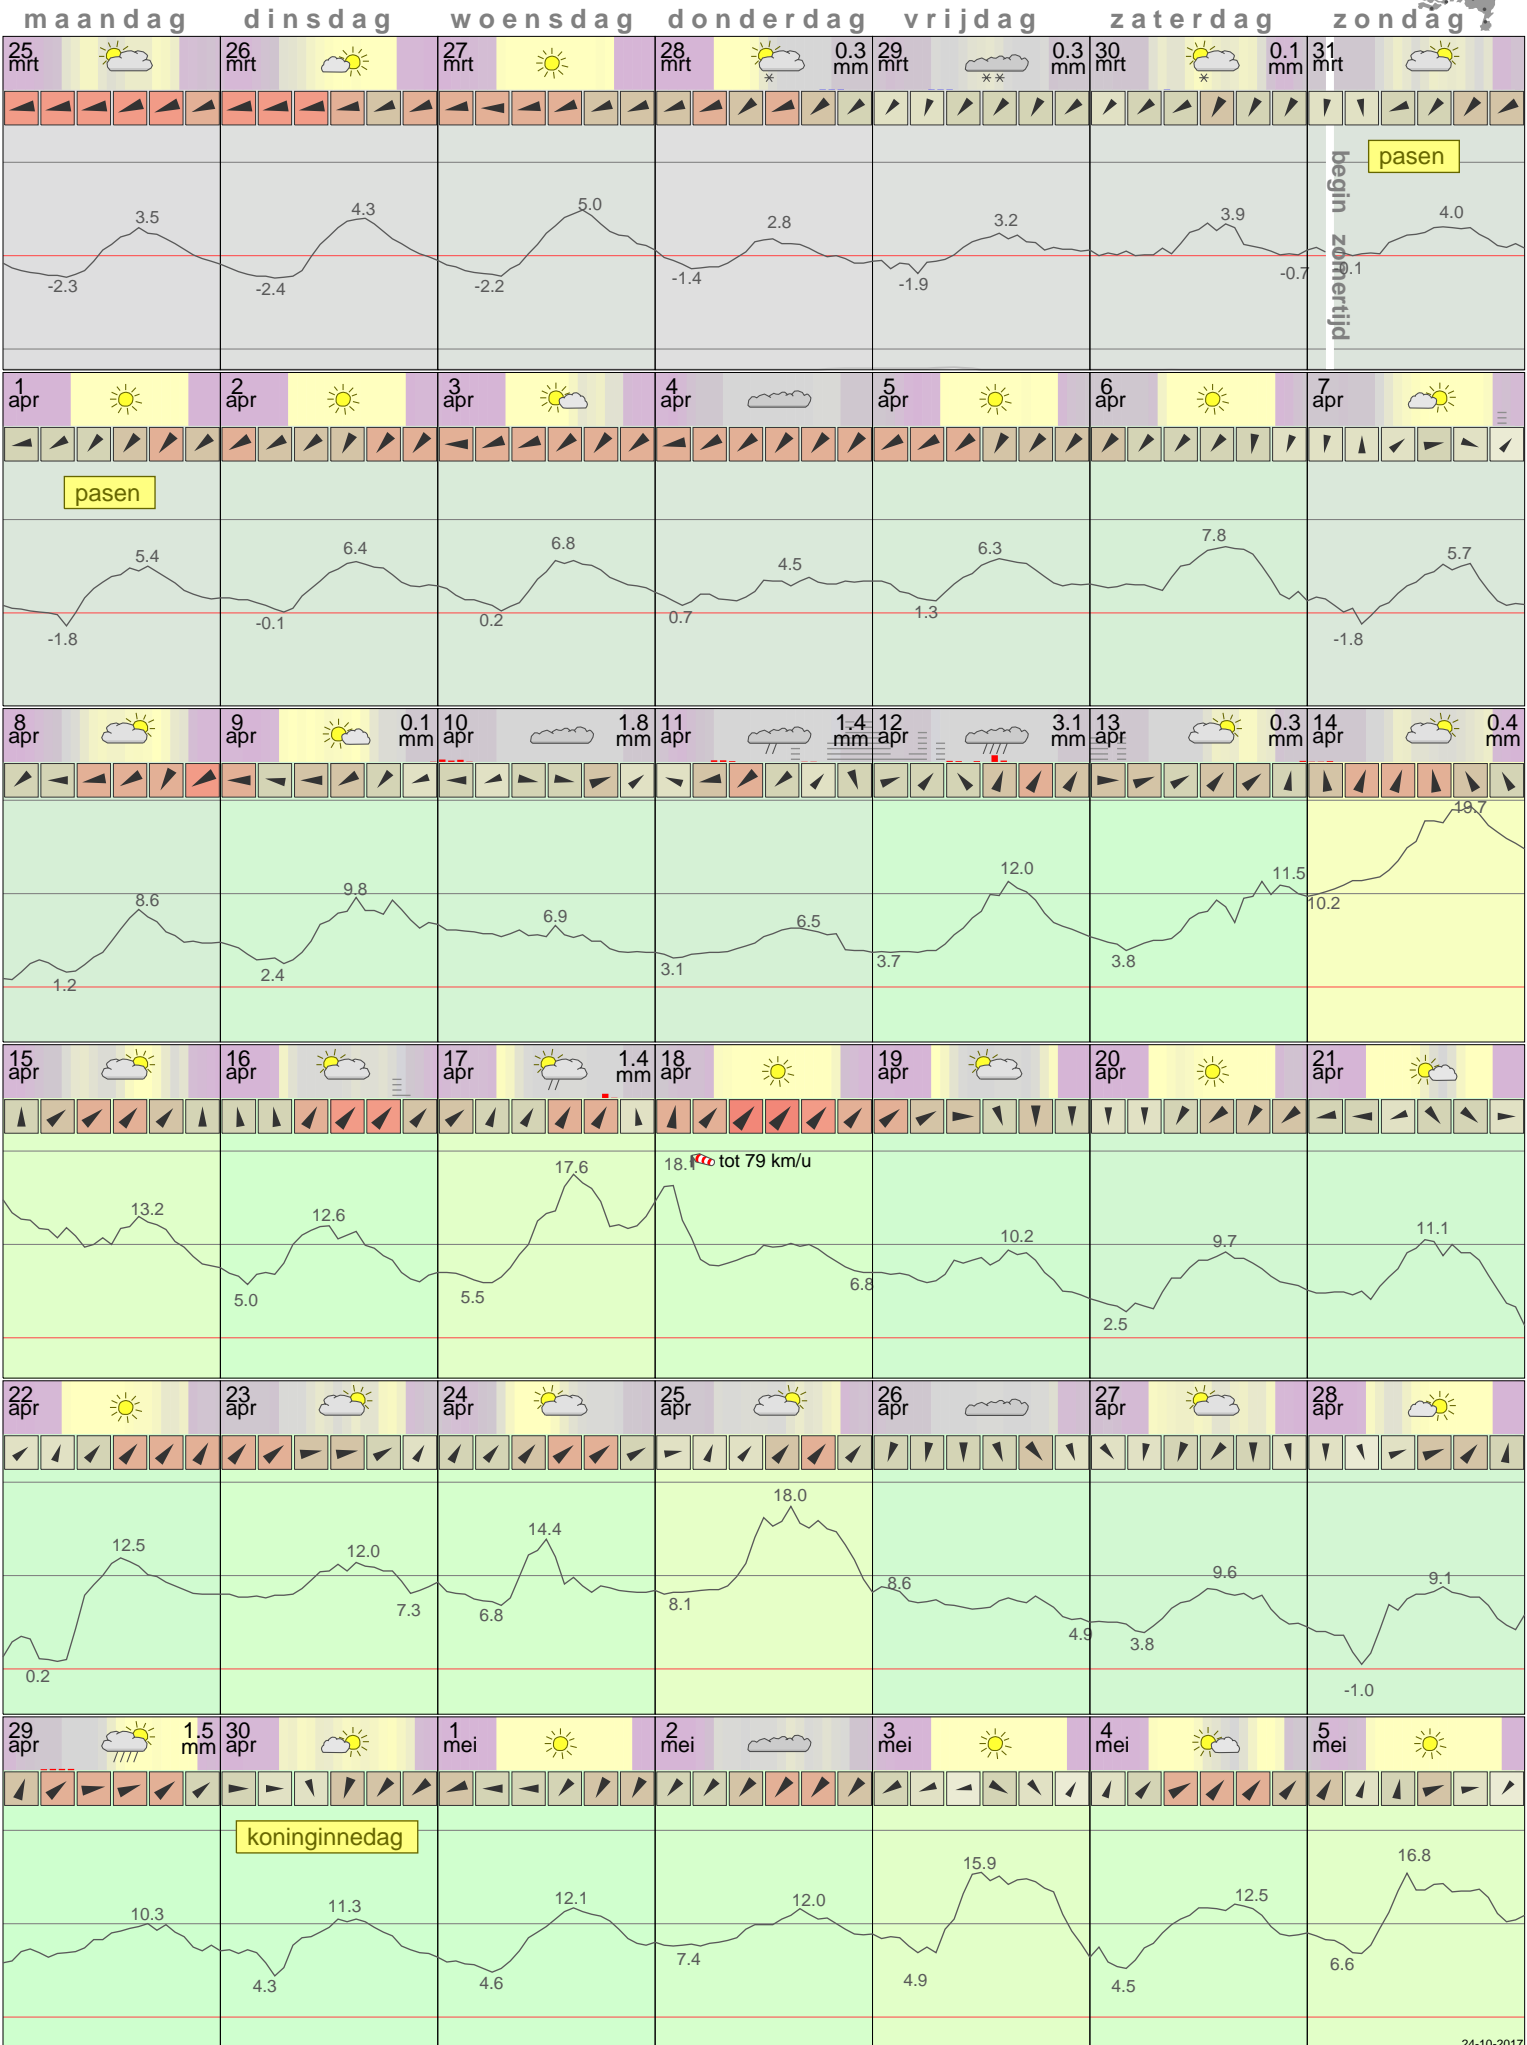 maandag dinsdag woensdag donderdag vrijdag zaterdag zondag
25 26 27 28 0.3 29 0.3 30 0.1 31
mrt mrt mrt mrt mm mrt mm mrt mm mrt
pasen
begin zomertijd
3.5 4.3 5.0 2.8 3.2 3.9 4.0
-2.3 -2.4 -2.2 -1.4 -1.9 -0.7 0.1
1 2 3 4 5 6 7
apr apr apr apr apr apr apr
pasen
5.4 6.4 6.8 4.5 6.3 7.8 5.7
-1.8 -0.1 0.2 0.7 1.3 -1.8
8 9 0.1 10 1.8 11 1.4 12 3.1 13 0.3 14 0.4
apr apr mm apr mm apr mm apr mm apr mm apr mm
8.6 9.8 6.9 6.5 12.0 11.5 19.7
1.2 2.4 3.1 3.7 3.8 10.2
15 16 17 1.4 18 19 20 21
apr apr apr mm apr apr apr apr
tot 79 km/u
13.2 12.6 17.6 18.1 10.2 9.7 11.1
5.0 5.5 6.8 2.5
22 23 24 25 26 27 28
apr apr apr apr apr apr apr
12.5 12.0 14.4 18.0 8.6 9.6 9.1
0.2 7.3 6.8 8.1 4.9 3.8 -1.0
29 1.5 30 1 2 3 4 5
apr mm apr mei mei mei mei mei
koninginnedag
10.3 11.3 12.1 12.0 15.9 12.5 16.8
4.3 4.6 7.4 4.9 4.5 6.6
24-10-2017